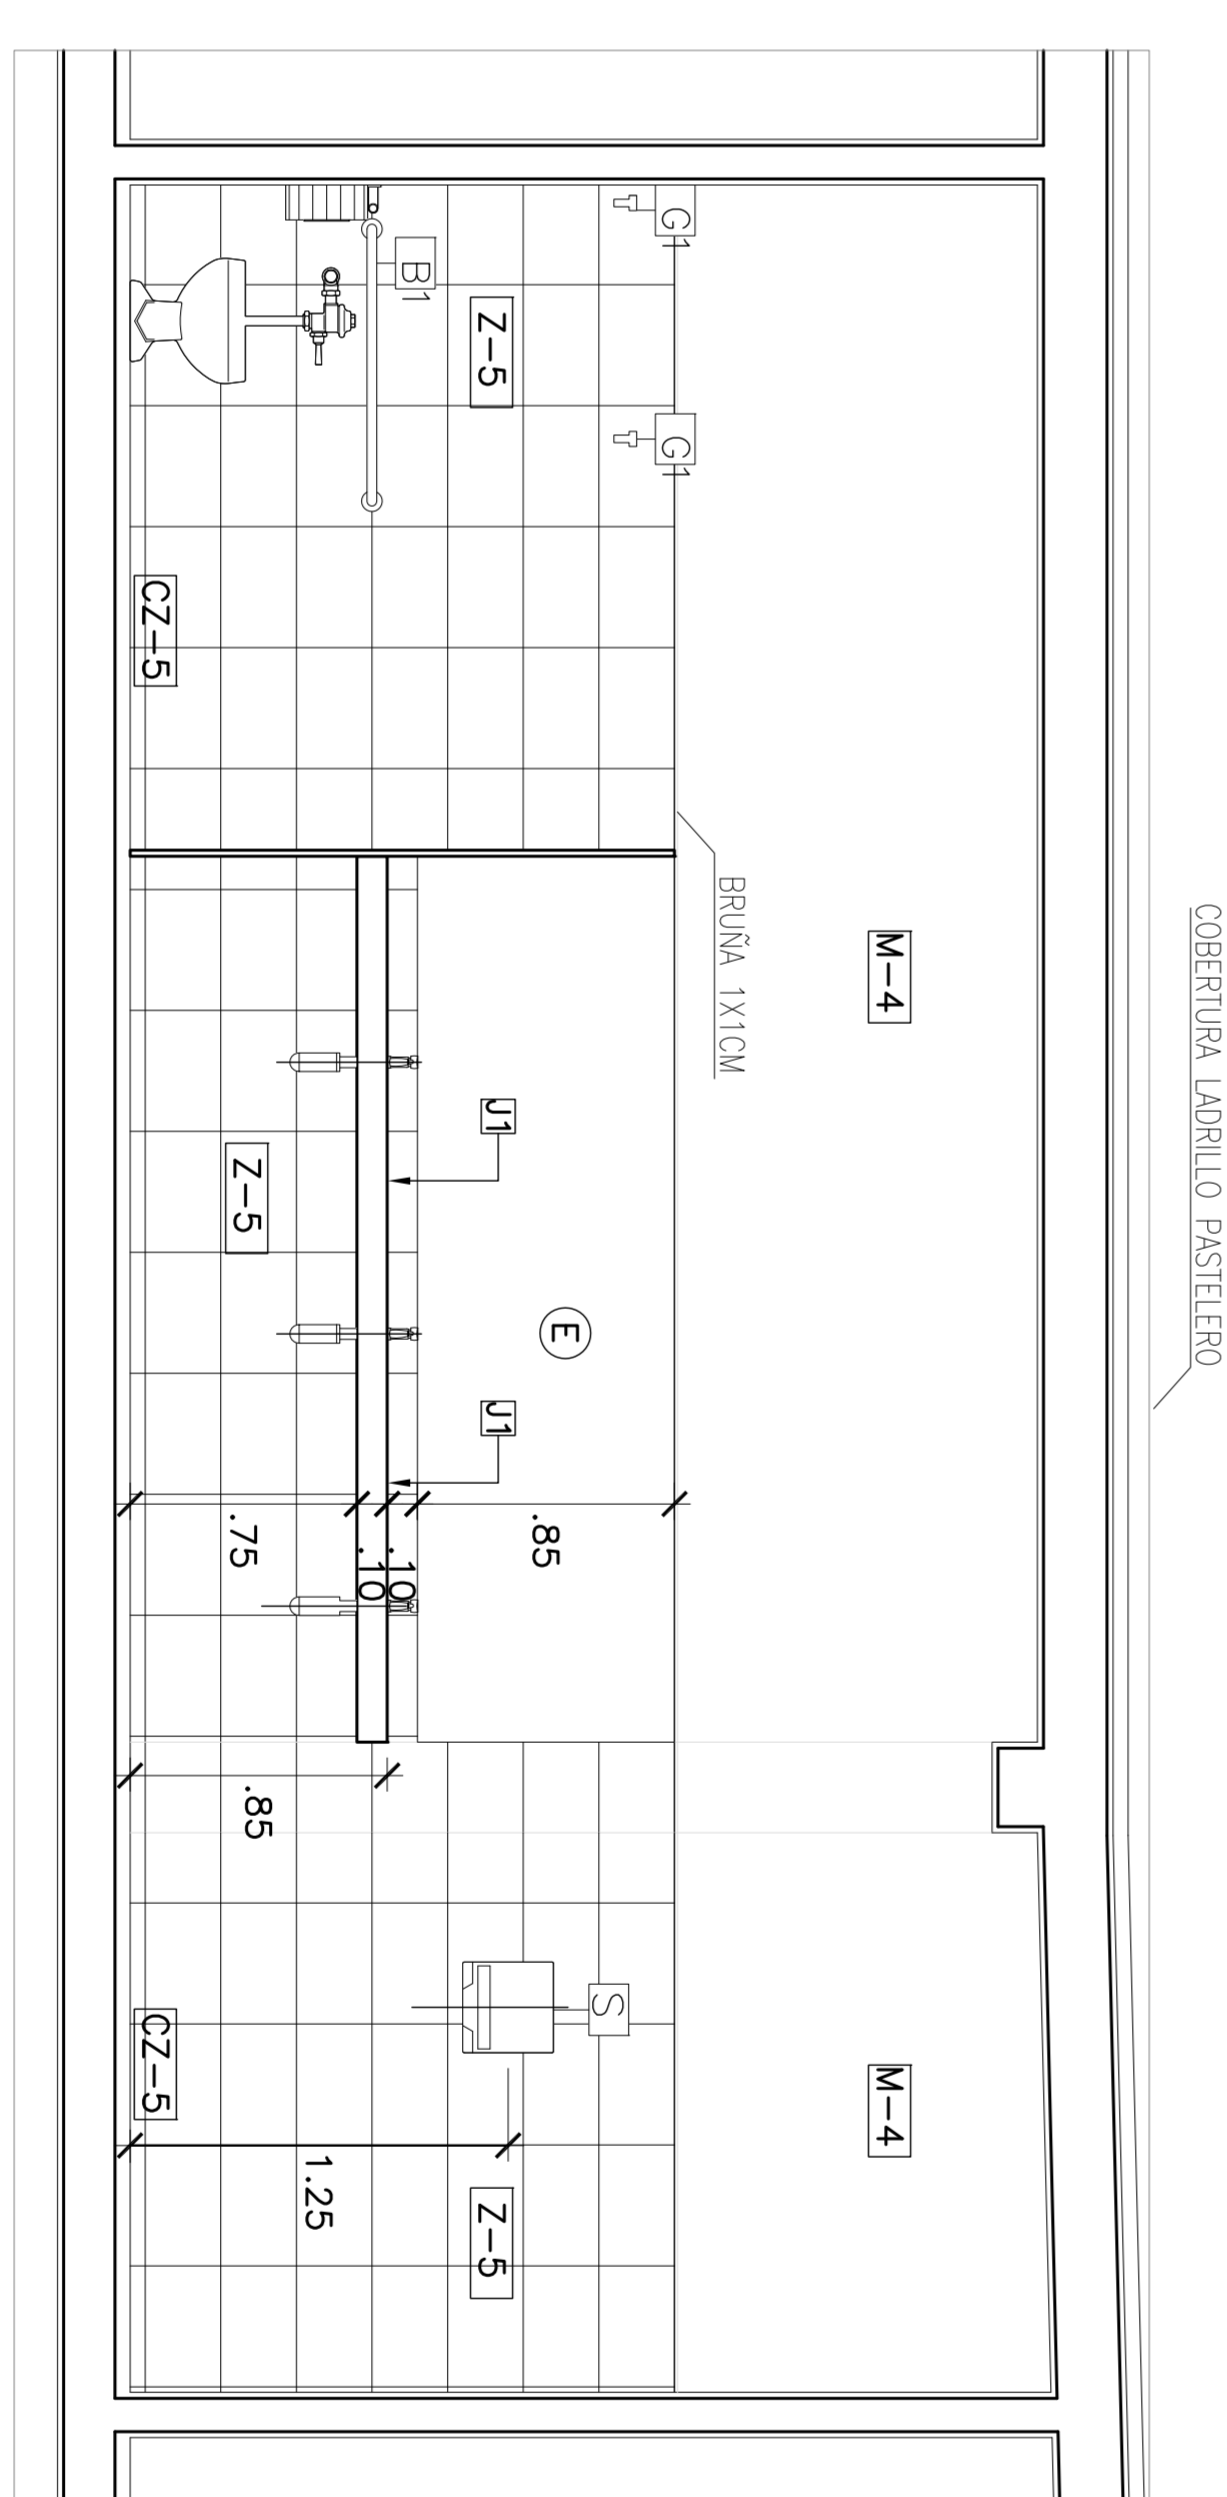 COBERTURA LADRILLO PASTELERO
M-4
M-4
BRUÑA 1X1CM
G1
G1
S
E
.85
J1
J1
Z-5
Z-5
B1
.10
.10
1.25
.85
Z-5
.75
CZ-5
CZ-5